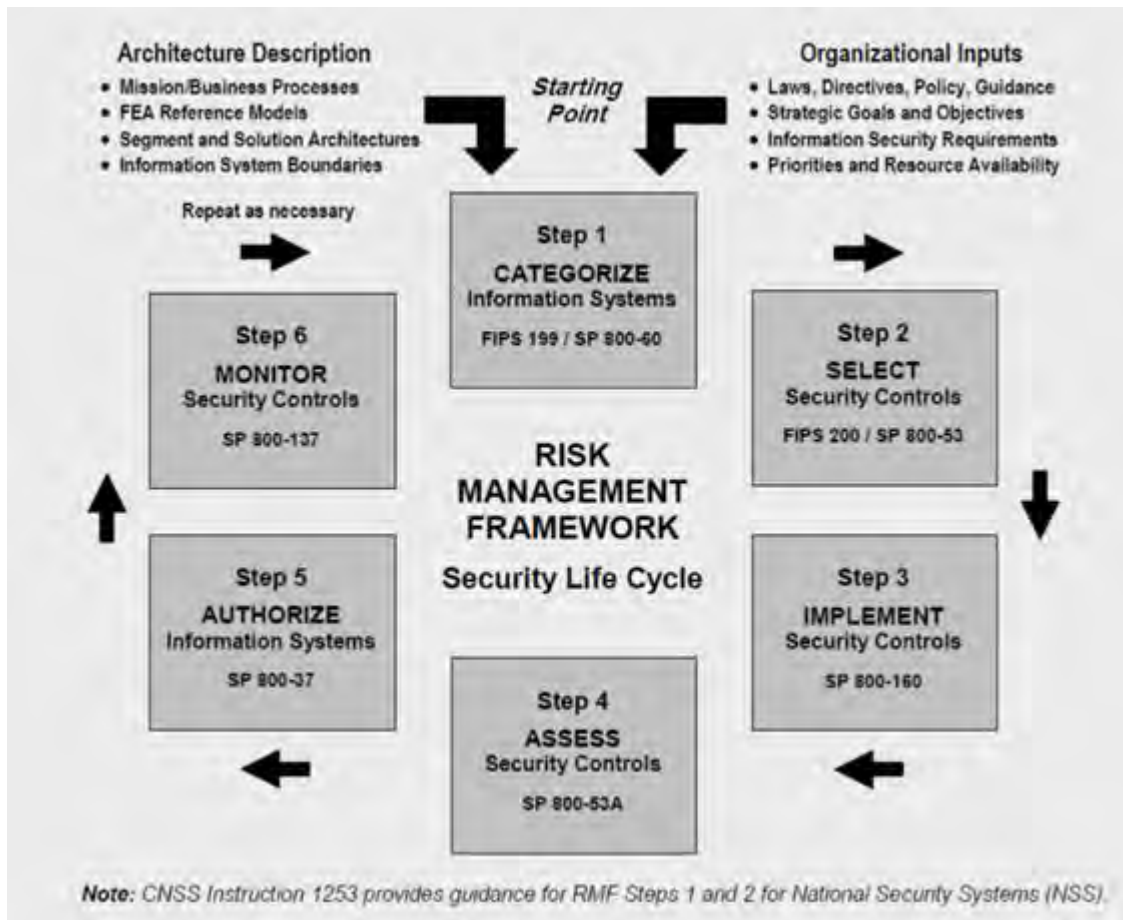 Architecture Description
• Mission/Business Processes
• FEA Reference Models
• Segment and Solution Architectures
• Information System Boundaries
Starting
Point
Organizational Inputs
• Laws, Directives, Policy, Guidance
• Strategic Goals and Objectives
• Information Security Requirements
• Priorities and Resource Availability
Repeat as necessary
Step 1
CATEGORIZE
Information Systems
FIPS 199 / SP 800-60
Step 2
SELECT
Security Controls
FIPS 200 / SP 800-53
Step 3
IMPLEMENT
Security Controls
SP 800-160
Step 4
ASSESS
Security Controls
SP 800-53A
Step 5
AUTHORIZE
Information Systems
SP 800-37
Step 6
MONITOR
Security Controls
SP 800-137
RISK
MANAGEMENT
FRAMEWORK
Security Life Cycle
Note: CNSS Instruction 1253 provides guidance for RMF Steps 1 and 2 for National Security Systems (NSS).